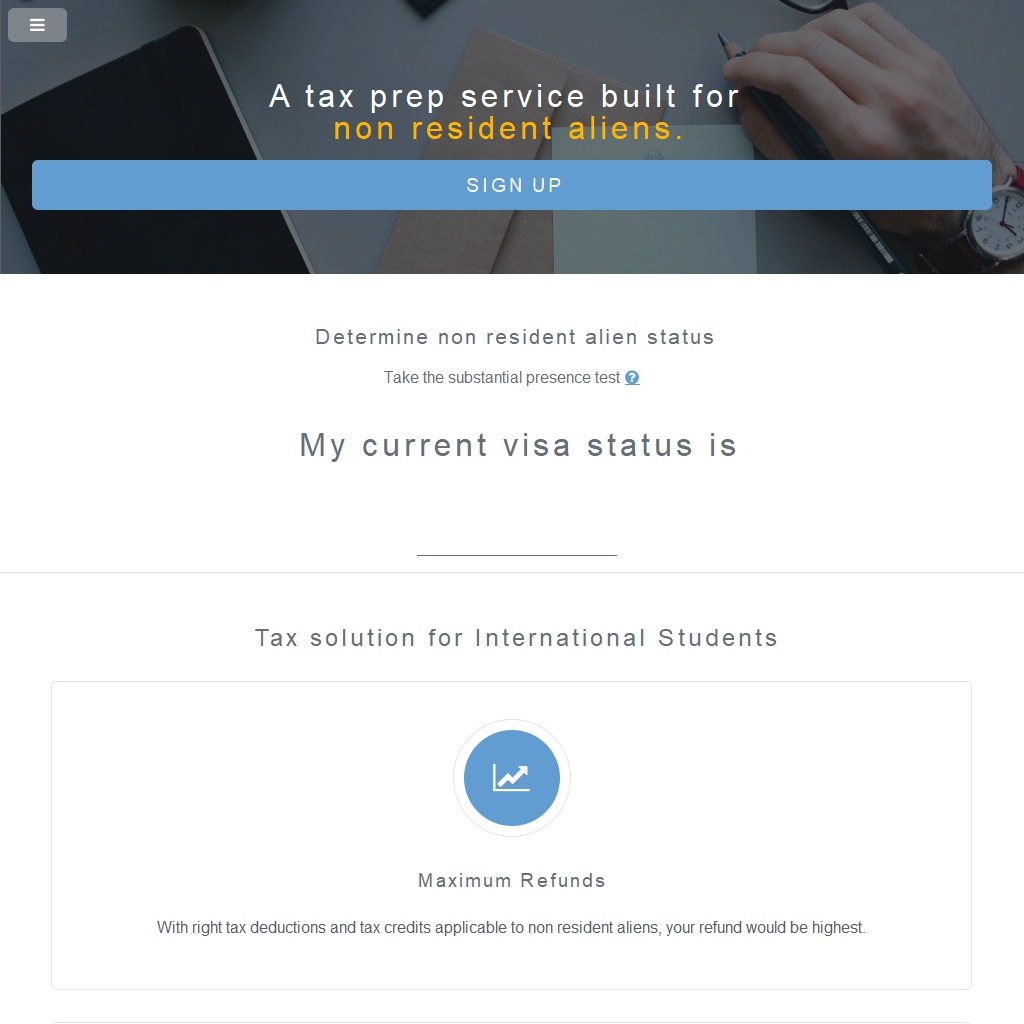 A tax prep service built for
non resident aliens.
SIGN UP
Determine non resident alien status
Take the substantial presence test
My current visa status is
Tax solution for International Students
Maximum Refunds
With right tax deductions and tax credits applicable to non resident aliens, your refund would be highest.